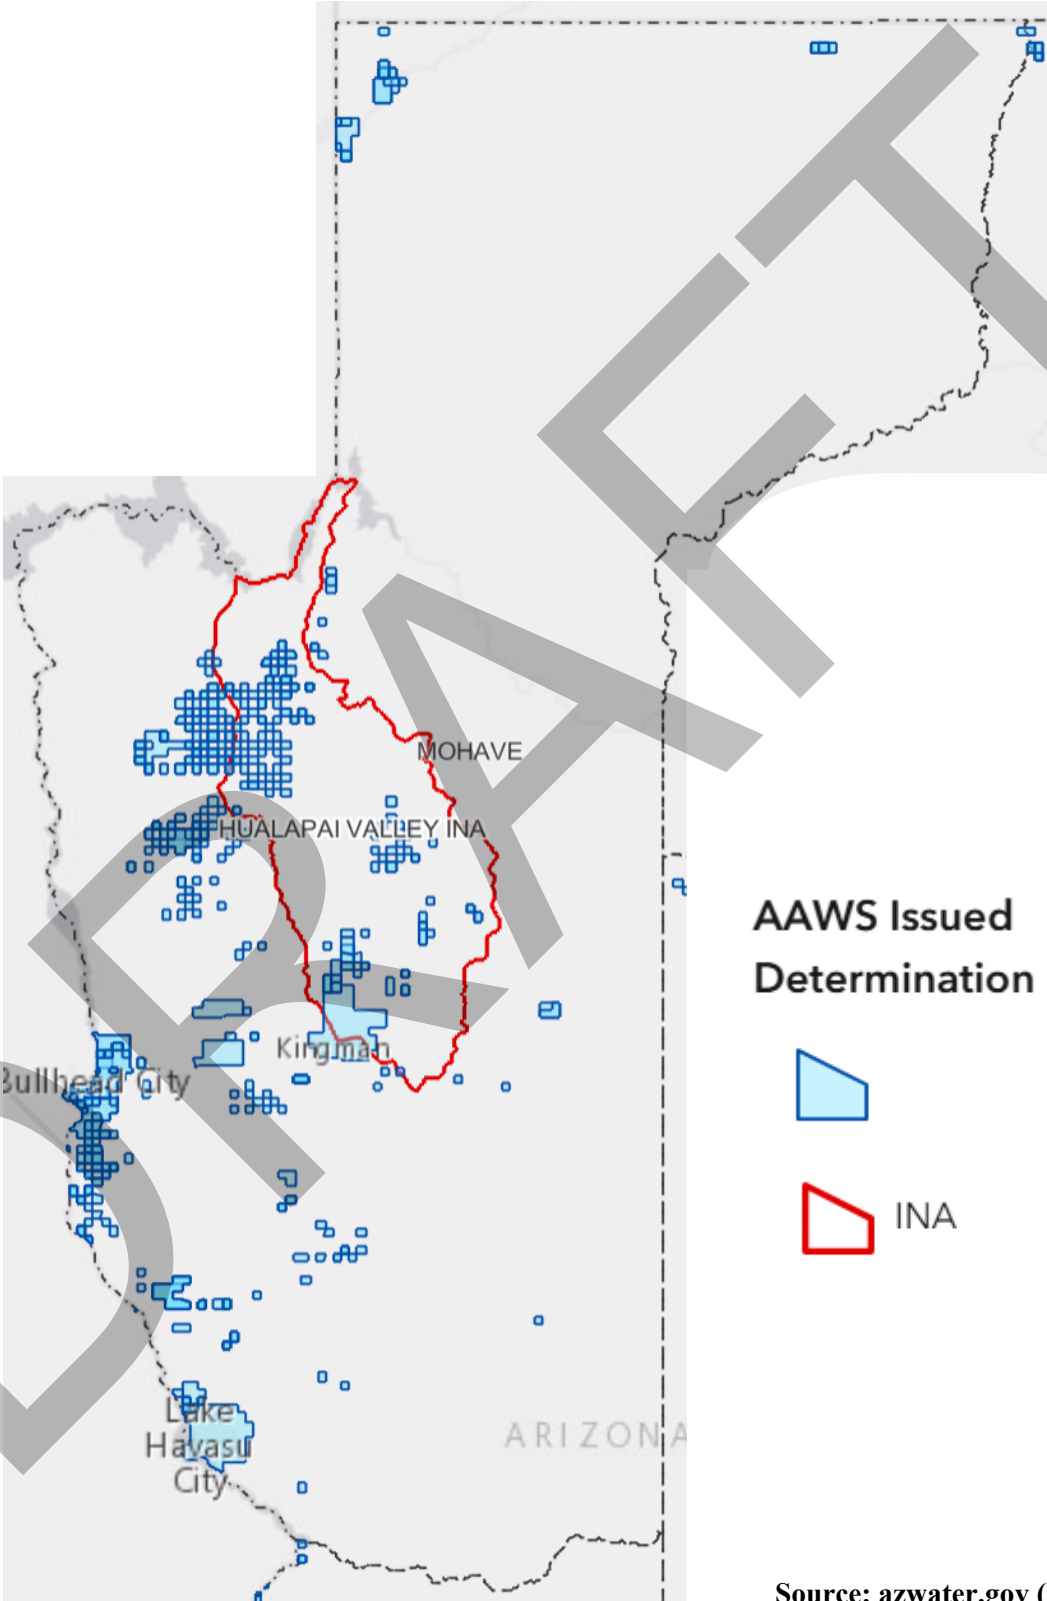 DRAFT
MOHAVE
HUALAPAI VALLEY INA
Kingman
Bullhead City
Lake
Havasu
City
ARIZONA
AAWS Issued
Determination
INA
Source: azwater.gov (